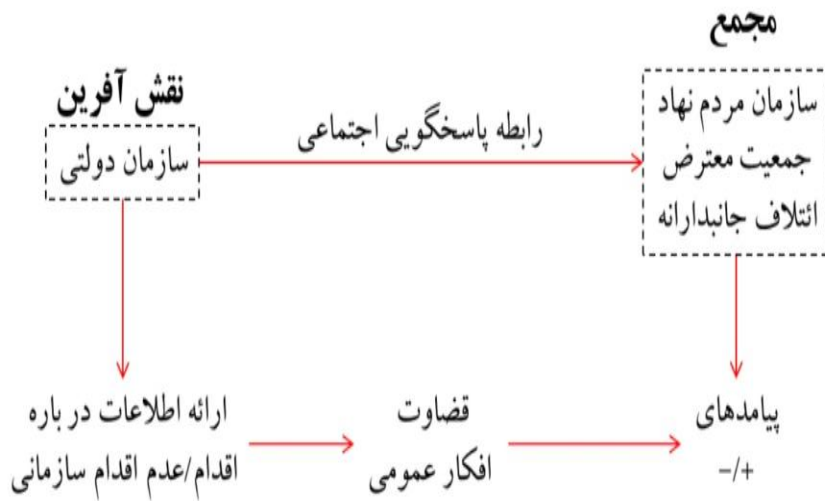 مجمع
سازمان مردم نهاد
جمعیت معترض
ائتلاف جانبدارانه
رابطه پاسخگویی اجتماعی
نقش آفرین
سازمان دولتی
ارائه اطلاعات در باره
اقدام/عدم اقدام سازمانی
قضاوت
افکار عمومی
پیامدهای
-/+